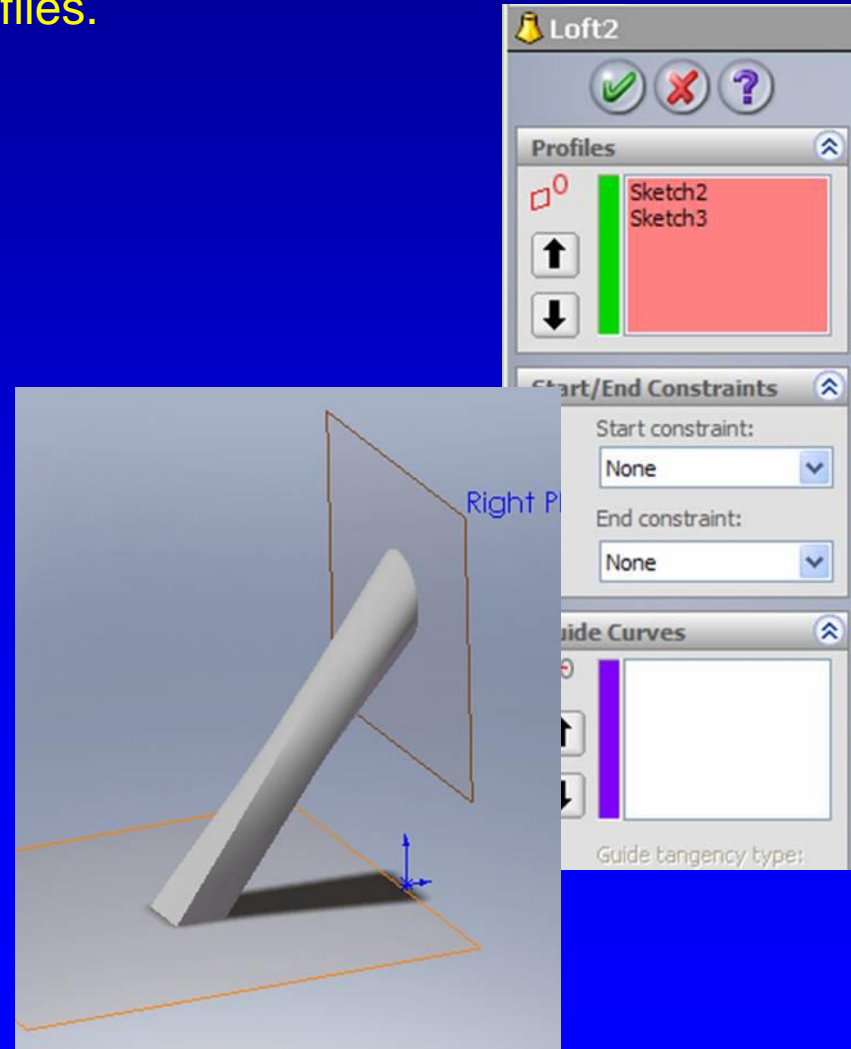 files.
Loft2
Profiles
Sketch2
Sketch3
Start/End Constraints
Start constraint:
None
End constraint:
None
Guide Curves
Guide tangency type:
Right Pl